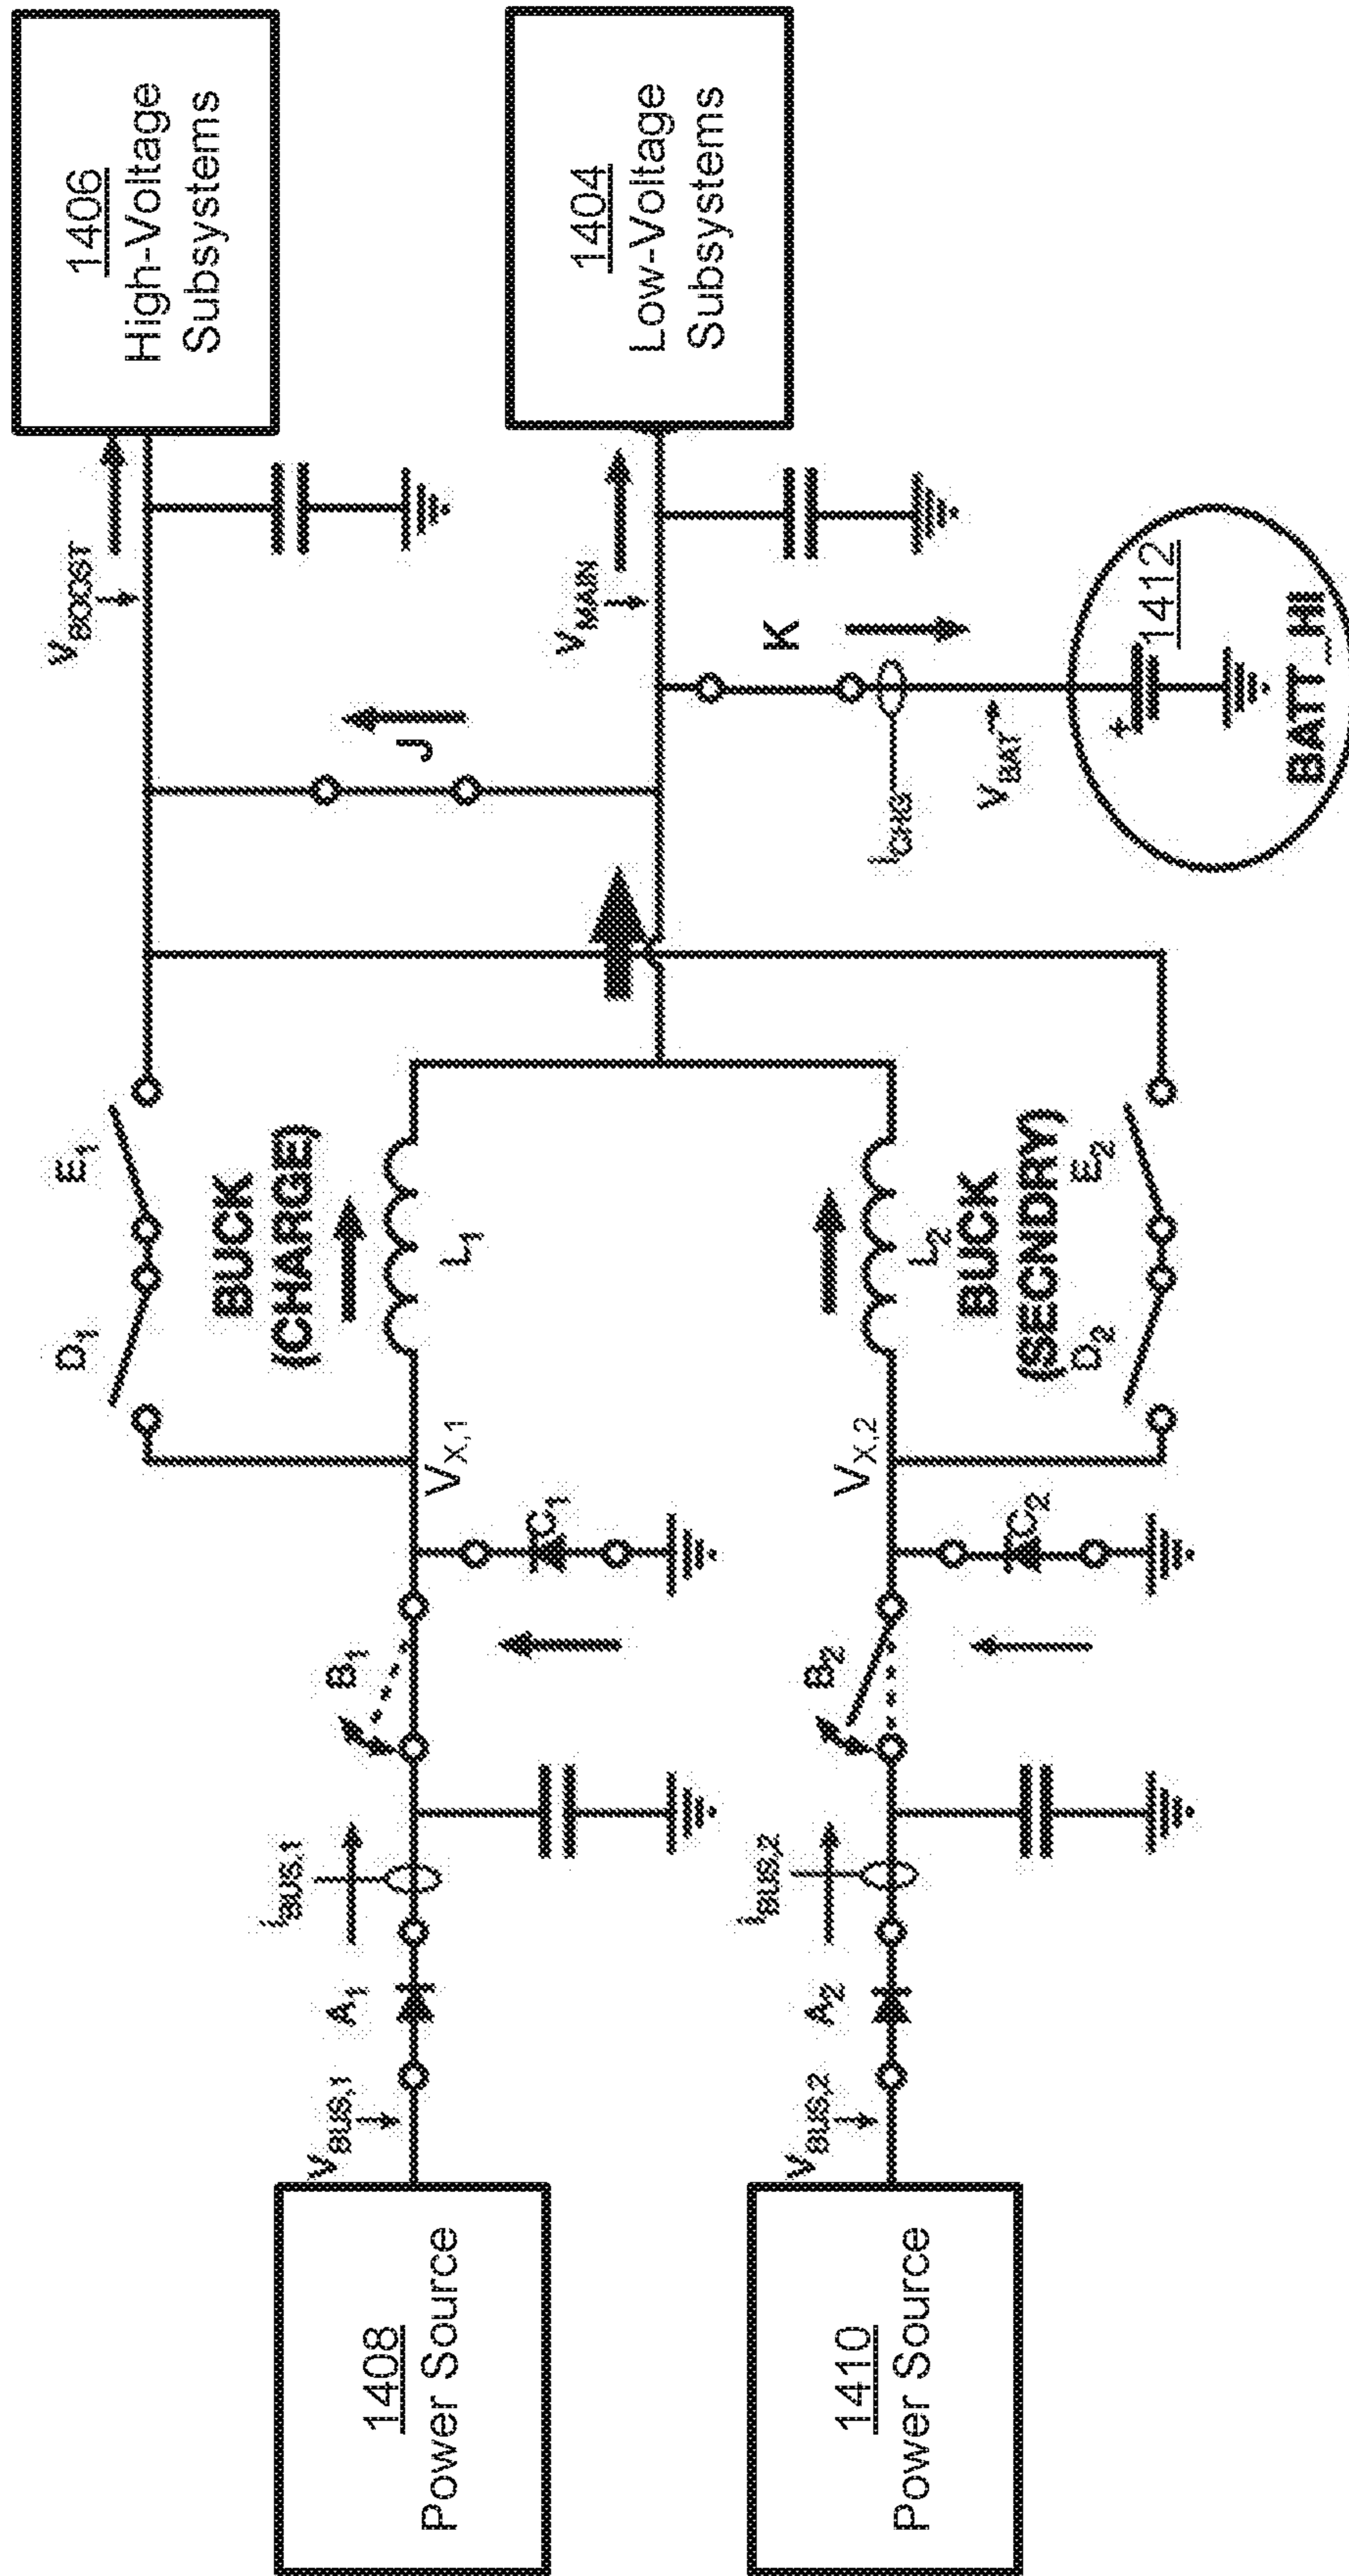 1406
High-Voltage
Subsystems
1404
Low-Voltage
Subsystems
V_BOOST
V_MAIN
J
K
i_CHG
V_BAT
+
1412
BATT_HI
E₁
D₁
BUCK
(CHARGE)
L₁
L₂
BUCK
(SECNDRY)
E₂
D₂
V_X,1
V_X,2
C₁
C₂
B₁
B₂
i_BUS,1
i_BUS,2
A₁
A₂
V_BUS,1
V_BUS,2
1408
Power Source
1410
Power Source